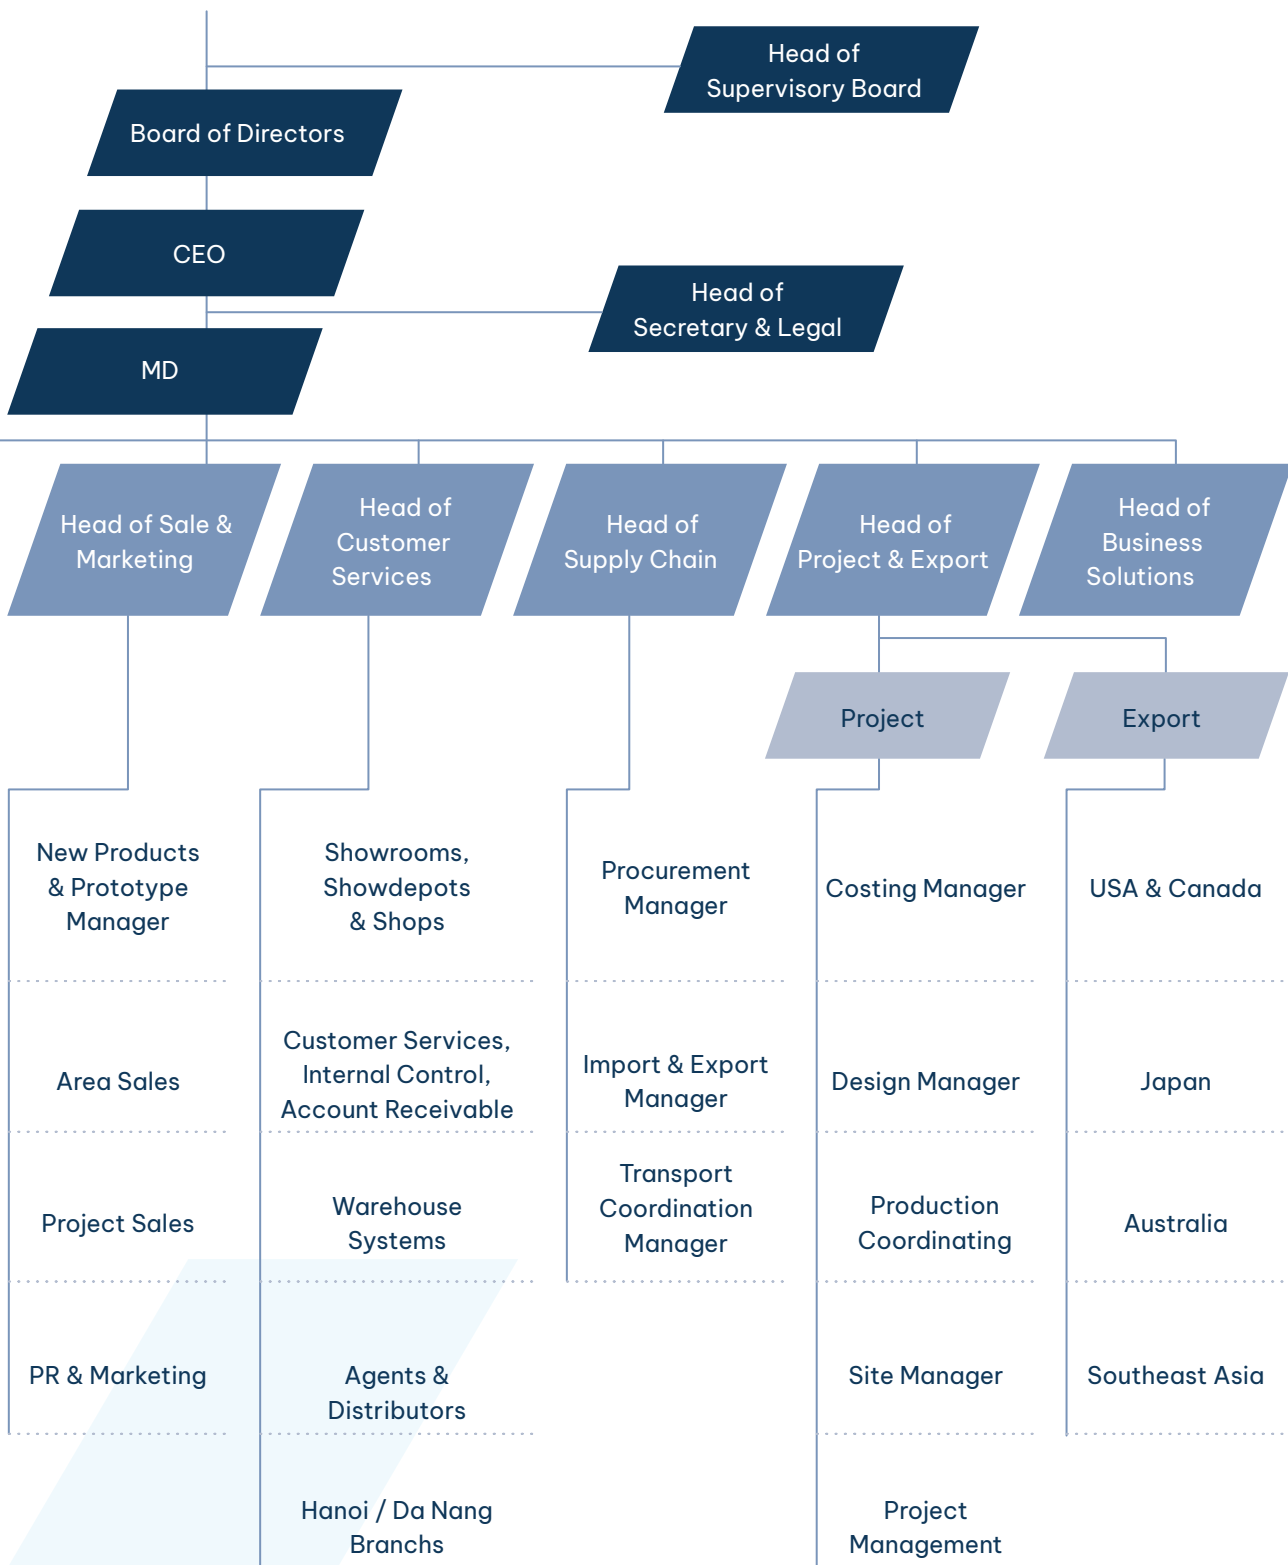 Head of
Supervisory Board
Board of Directors
CEO
Head of
Secretary & Legal
MD
Head of Sale &
Marketing
Head of
Customer
Services
Head of
Supply Chain
Head of
Project & Export
Head of
Business
Solutions
Project
Export
New Products
& Prototype
Manager
Showrooms,
Showdepots
& Shops
Procurement
Manager
Costing Manager
USA & Canada
Area Sales
Customer Services,
Internal Control,
Account Receivable
Import & Export
Manager
Design Manager
Japan
Project Sales
Warehouse
Systems
Transport
Coordination
Manager
Production
Coordinating
Australia
PR & Marketing
Agents &
Distributors
Site Manager
Southeast Asia
Hanoi / Da Nang
Branchs
Project
Management